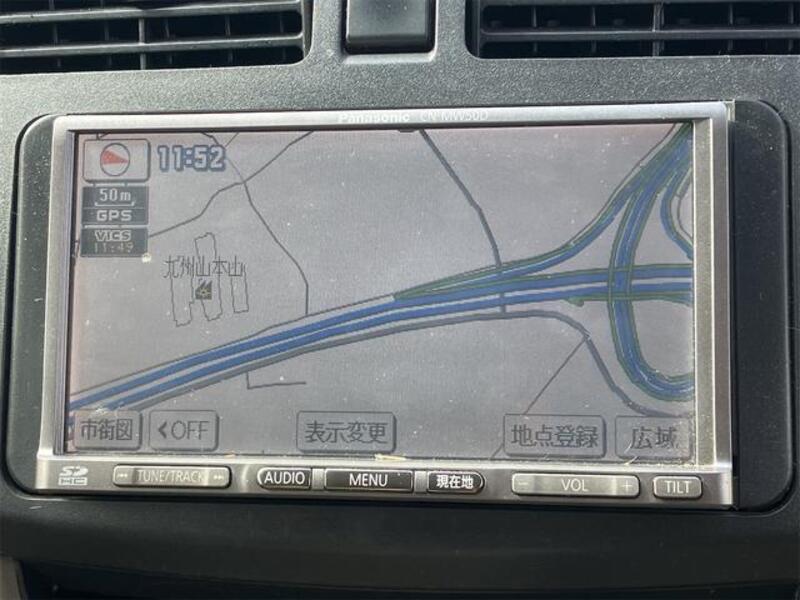 Panasonic CN-MW50D
11:52
50m
GPS
VICS
11:49
九州山本山
市街図
OFF
表示変更
地点登録
広域
SD HC
TUNE/TRACK
AUDIO
MENU
現在地
- VOL +
TILT